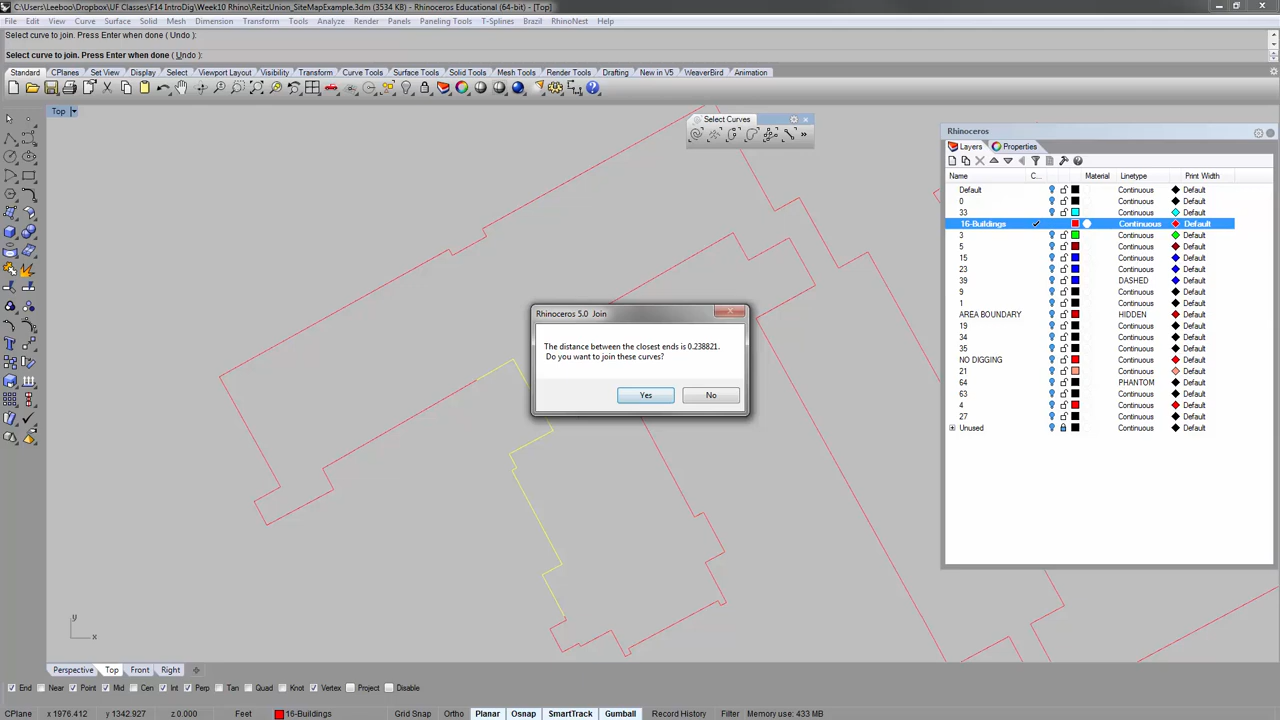 C:\Users\Leeboo\Dropbox\UF Classes\F14 IntroDig\Week10 Rhino\ReitzUnion_SiteMapExample.3dm (3534 KB) - Rhinoceros Educational (64-bit) - [Top]
File Edit View Curve Surface Solid Mesh Dimension Transform Tools Analyze Render Panels Paneling Tools T-Splines Brazil RhinoNest Help
Select curve to join. Press Enter when done ( Undo ):
Select curve to join. Press Enter when done ( Undo ):
Standard CPlanes Set View Display Select Viewport Layout Visibility Transform Curve Tools Surface Tools Solid Tools Mesh Tools Render Tools Drafting New in V5 WeaverBird Animation
Top
Select Curves
»
Rhinoceros
Layers Properties
Name C... Material Linetype Print Width
Default Continuous Default
0 Continuous Default
33 Continuous Default
16-Buildings Continuous Default
3 Continuous Default
5 Continuous Default
15 Continuous Default
23 Continuous Default
39 DASHED Default
9 Continuous Default
1 Continuous Default
AREA BOUNDARY HIDDEN Default
19 Continuous Default
34 Continuous Default
35 Continuous Default
NO DIGGING Continuous Default
21 Continuous Default
64 PHANTOM Default
63 Continuous Default
4 Continuous Default
27 Continuous Default
Unused Continuous Default
Rhinoceros 5.0 Join
The distance between the closest ends is 0.238821.
Do you want to join these curves?
Yes No
y
x
Perspective Top Front Right
End Near Point Mid Cen Int Perp Tan Quad Knot Vertex Project Disable
CPlane x 1976.412 y 1342.927 z 0.000 Feet 16-Buildings Grid Snap Ortho Planar Osnap SmartTrack Gumball Record History Filter Memory use: 433 MB